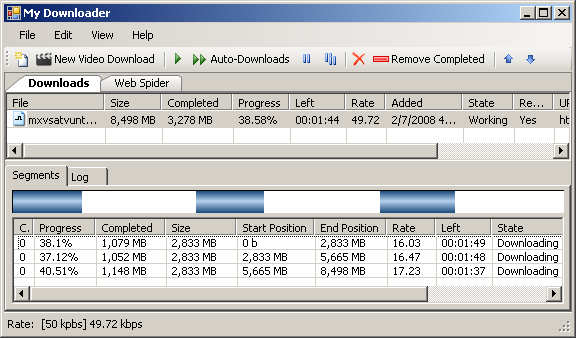 My Downloader
File Edit View Help
New Video Download Auto-Downloads Remove Completed
Downloads Web Spider
File Size Completed Progress Left Rate Added State Re... UF
mxvsatvunt... 8,498 MB 3,278 MB 38.58% 00:01:44 49.72 2/7/2008 4... Working Yes ht
Segments Log
C. Progress Completed Size Start Position End Position Rate Left State
0 38.1% 1,079 MB 2,833 MB 0 b 2,833 MB 16.03 00:01:49 Downloading
0 37.12% 1,052 MB 2,833 MB 2,833 MB 5,665 MB 16.47 00:01:48 Downloading
0 40.51% 1,148 MB 2,833 MB 5,665 MB 8,498 MB 17.23 00:01:37 Downloading
Rate: [50 kpbs] 49.72 kbps